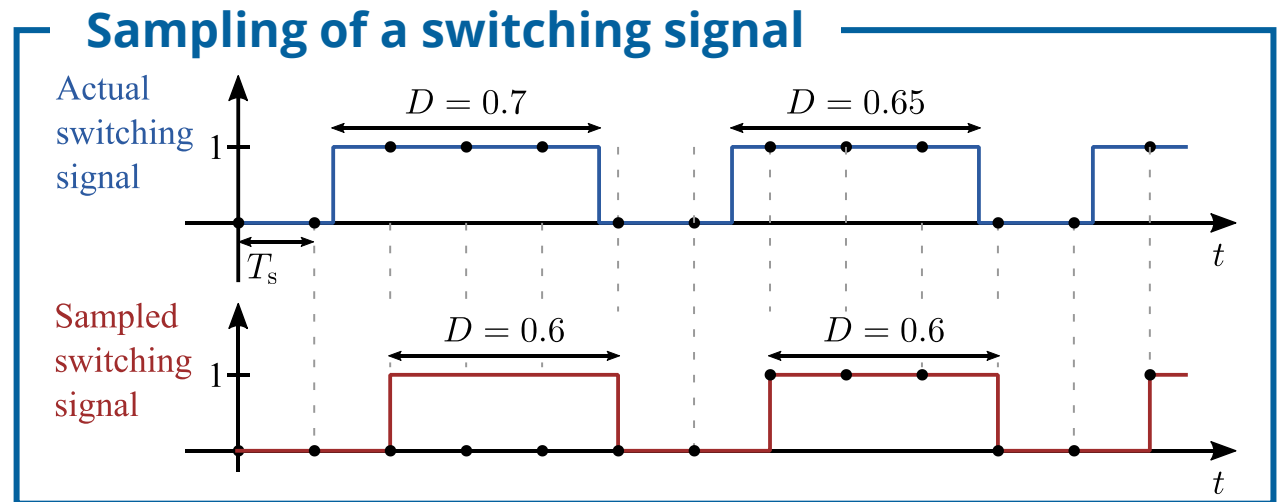 Sampling of a switching signal
Actual
switching
signal
1
D = 0.7
D = 0.65
T_s
t
Sampled
switching
signal
1
D = 0.6
D = 0.6
t